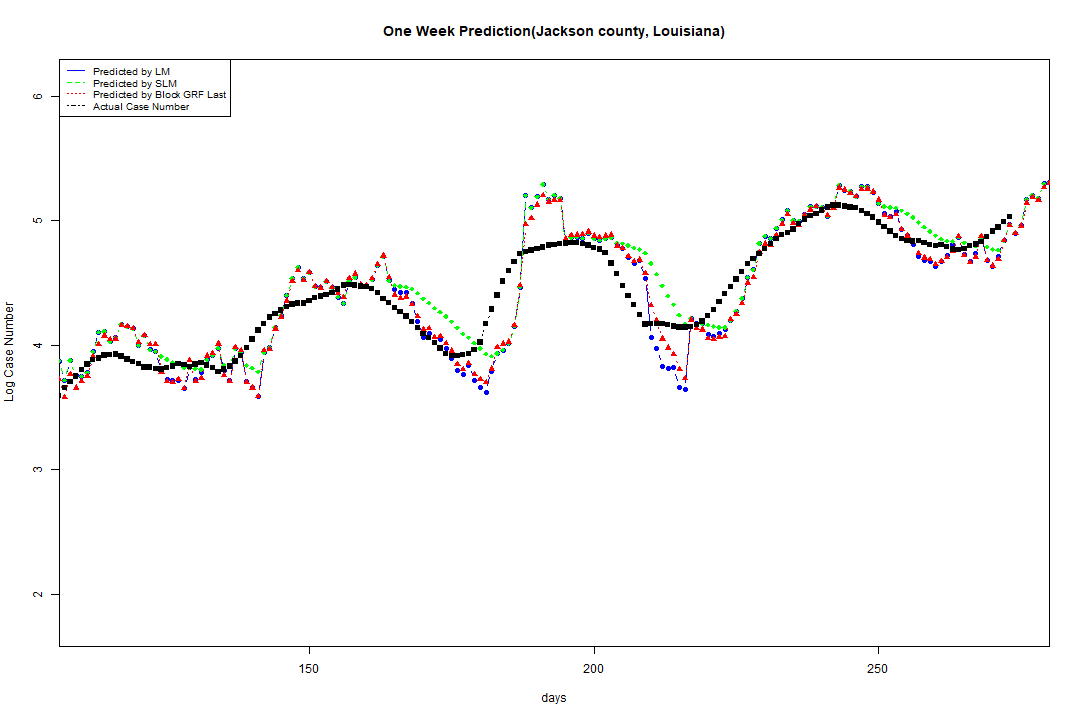 One Week Prediction(Jackson county, Louisiana)
Predicted by LM
Predicted by SLM
Predicted by Block GRF Last
Actual Case Number
6
5
4
3
2
Log Case Number
150 200 250
days